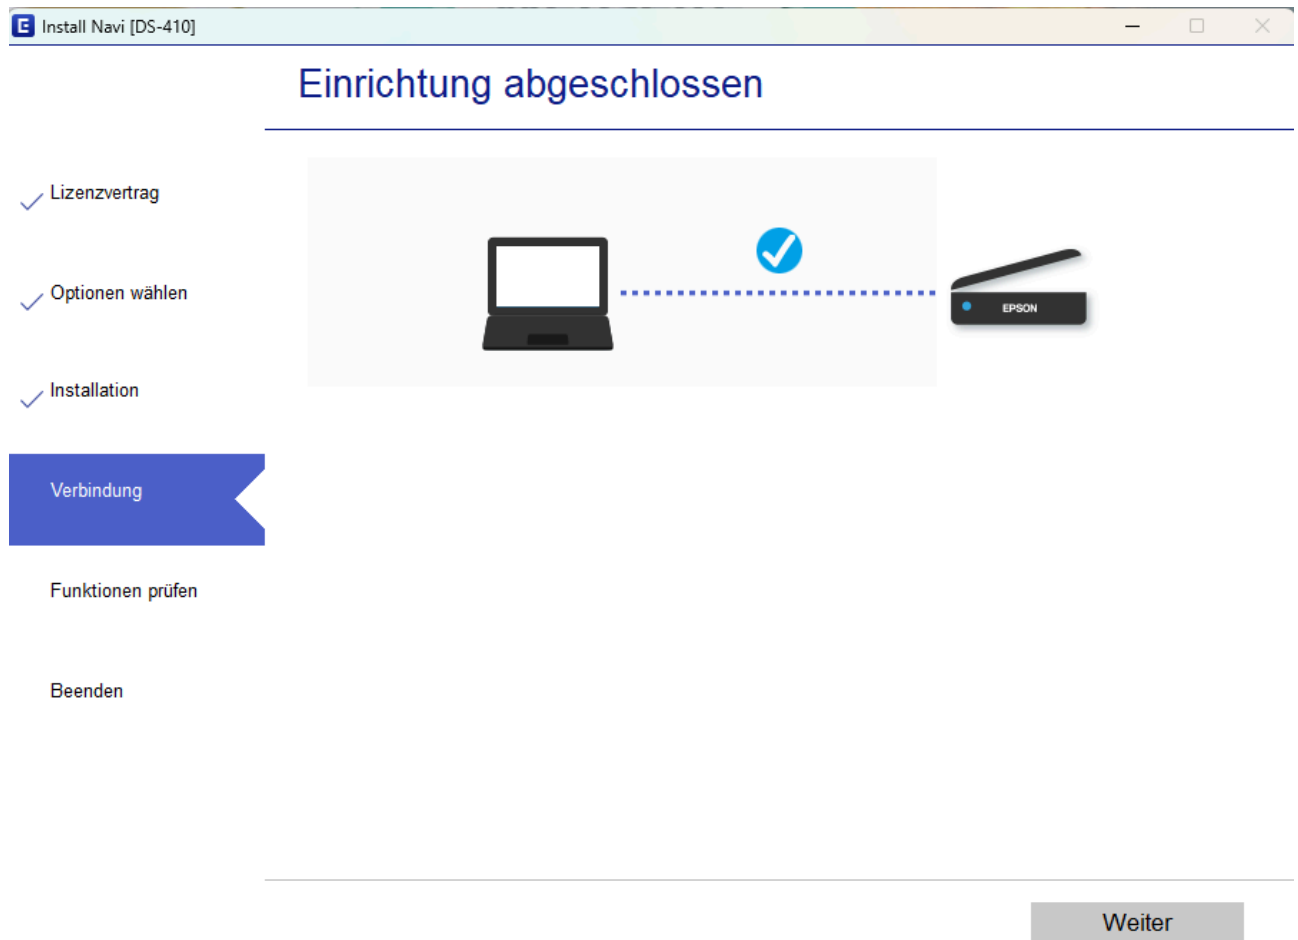 Install Navi [DS-410]
Einrichtung abgeschlossen
Lizenzvertrag
Optionen wählen
Installation
Verbindung
Funktionen prüfen
Beenden
EPSON
Weiter